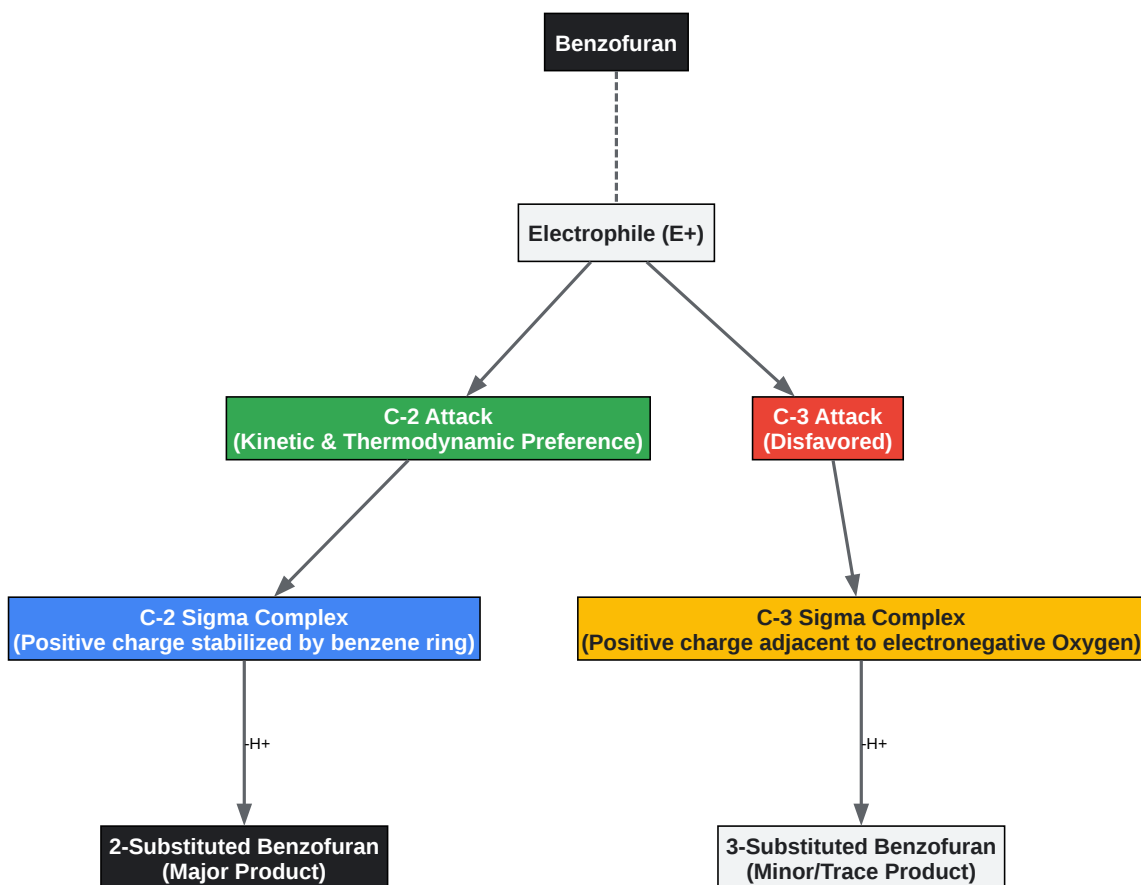 Benzofuran
Electrophile (E+)
C-2 Attack
(Kinetic & Thermodynamic Preference)
C-3 Attack
(Disfavored)
C-2 Sigma Complex
(Positive charge stabilized by benzene ring)
C-3 Sigma Complex
(Positive charge adjacent to electronegative Oxygen)
-H+
-H+
2-Substituted Benzofuran
(Major Product)
3-Substituted Benzofuran
(Minor/Trace Product)